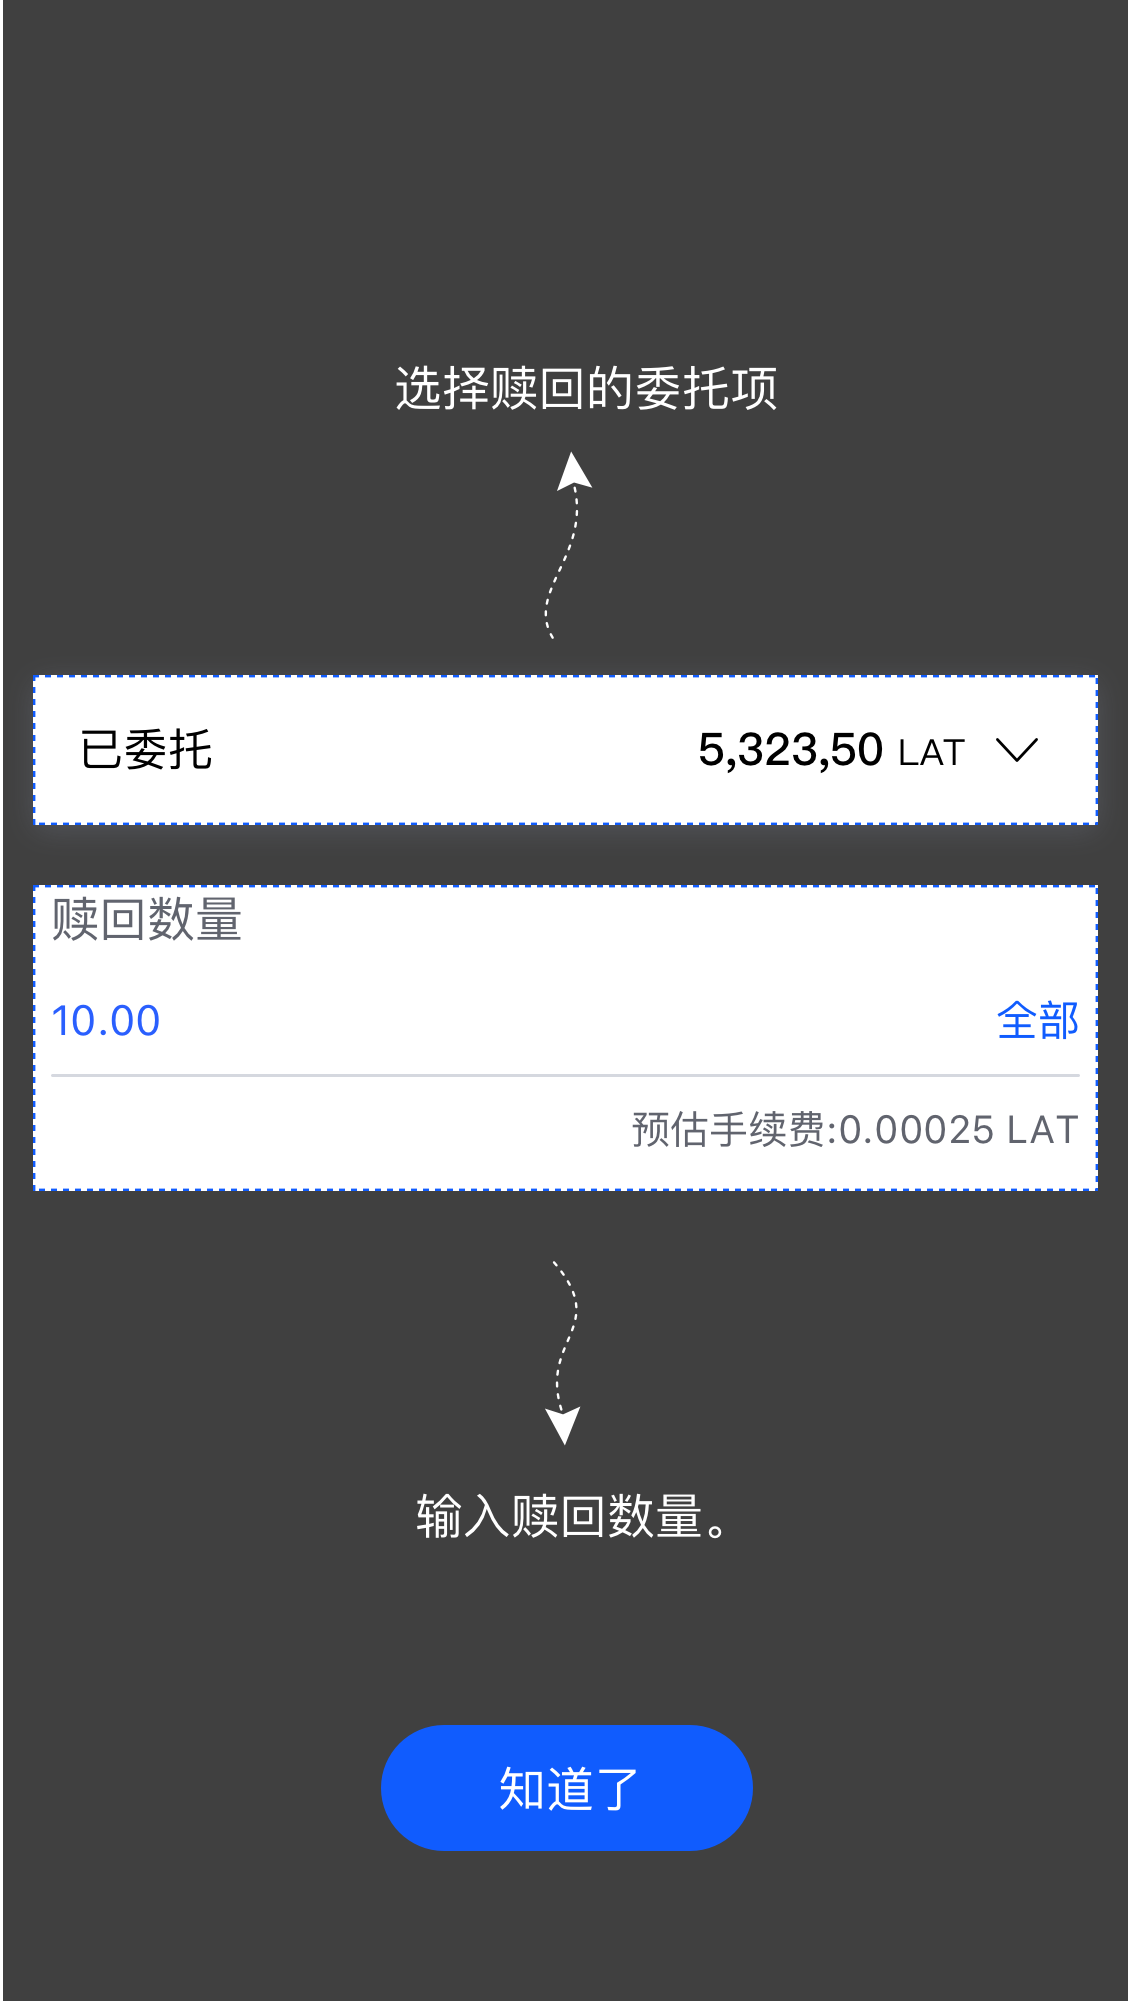 选择赎回的委托项
已委托 5,323,50 LAT
赎回数量
10.00 全部
预估手续费:0.00025 LAT
输入赎回数量。
知道了